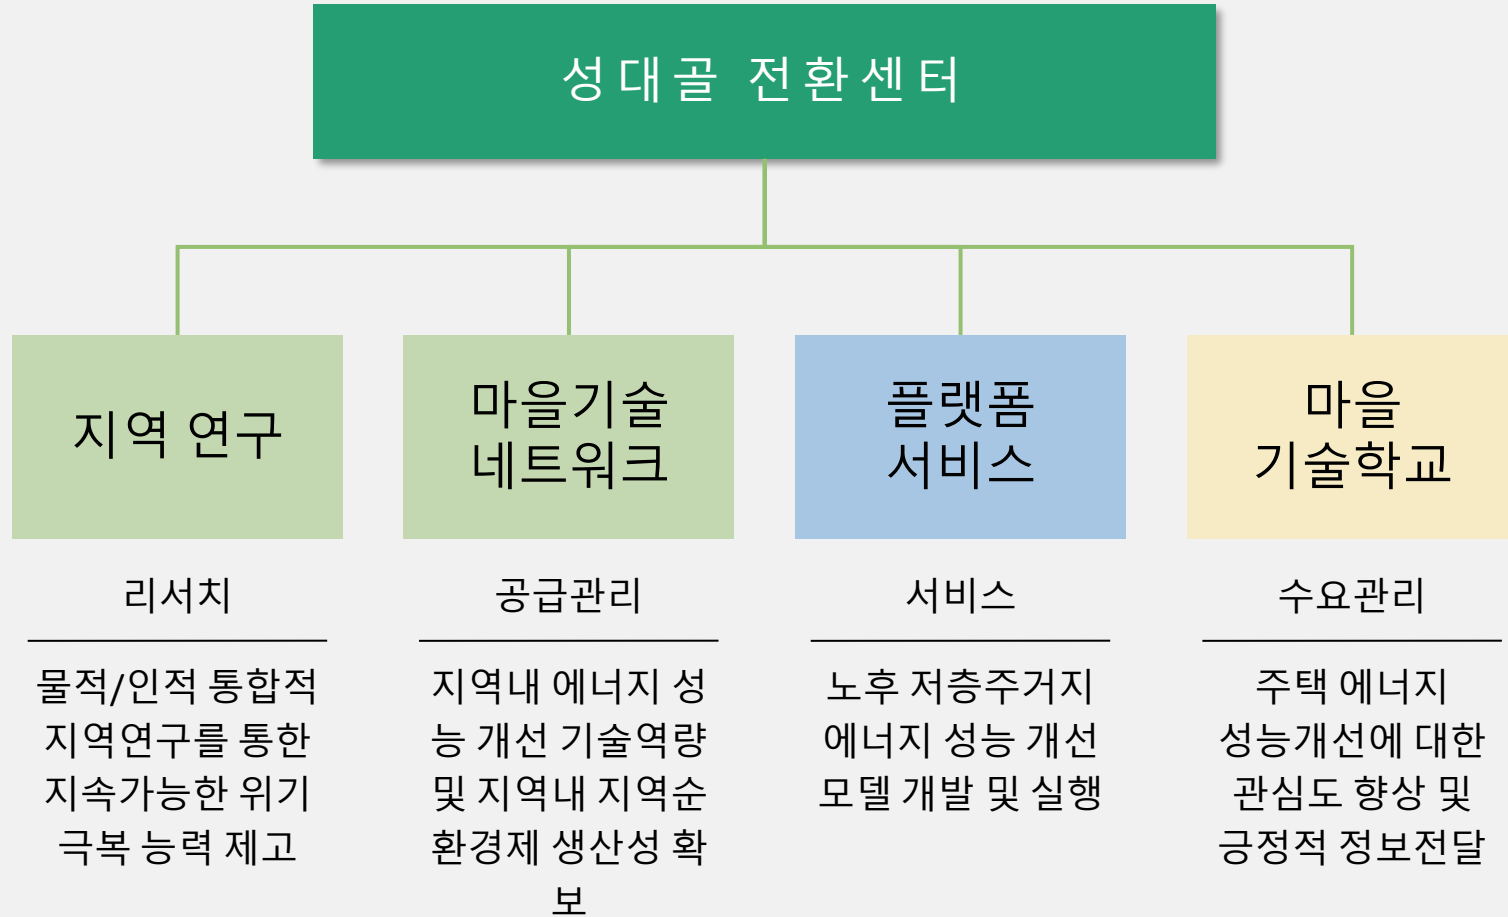 성대골 전환센터
지역 연구
리서치
물적/인적 통합적
지역연구를 통한
지속가능한 위기
극복 능력 제고
마을기술
네트워크
공급관리
지역내 에너지 성
능 개선 기술역량
및 지역내 지역순
환경제 생산성 확
보
플랫폼
서비스
서비스
노후 저층주거지
에너지 성능 개선
모델 개발 및 실행
마을
기술학교
수요관리
주택 에너지
성능개선에 대한
관심도 향상 및
긍정적 정보전달